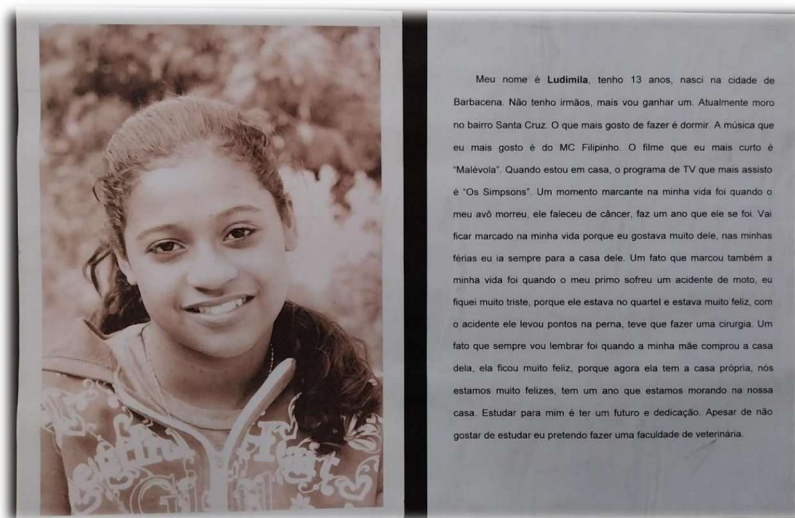 Meu nome é Ludimila, tenho 13 anos, nasci na cidade de
Barbacena. Não tenho irmãos, mais vou ganhar um. Atualmente moro
no bairro Santa Cruz. O que mais gosto de fazer é dormir. A música que
eu mais gosto é do MC Filipinho. O filme que eu mais curto é
"Malévola". Quando estou em casa, o programa de TV que mais assisto
é "Os Simpsons". Um momento marcante na minha vida foi quando o
meu avô morreu, ele faleceu de câncer, faz um ano que ele se foi. Vai
ficar marcado na minha vida porque eu gostava muito dele, nas minhas
férias eu ia sempre para a casa dele. Um fato que marcou também a
minha vida foi quando o meu primo sofreu um acidente de moto, eu
fiquei muito triste, porque ele estava no quartel e estava muito feliz, com
o acidente ele levou pontos na perna, teve que fazer uma cirurgia. Um
fato que sempre vou lembrar foi quando a minha mãe comprou a casa
dela, ela ficou muito feliz, porque agora ela tem a casa própria, nós
estamos muito felizes, tem um ano que estamos morando na nossa
casa. Estudar para mim é ter um futuro e dedicação. Apesar de não
gostar de estudar eu pretendo fazer uma faculdade de veterinária.